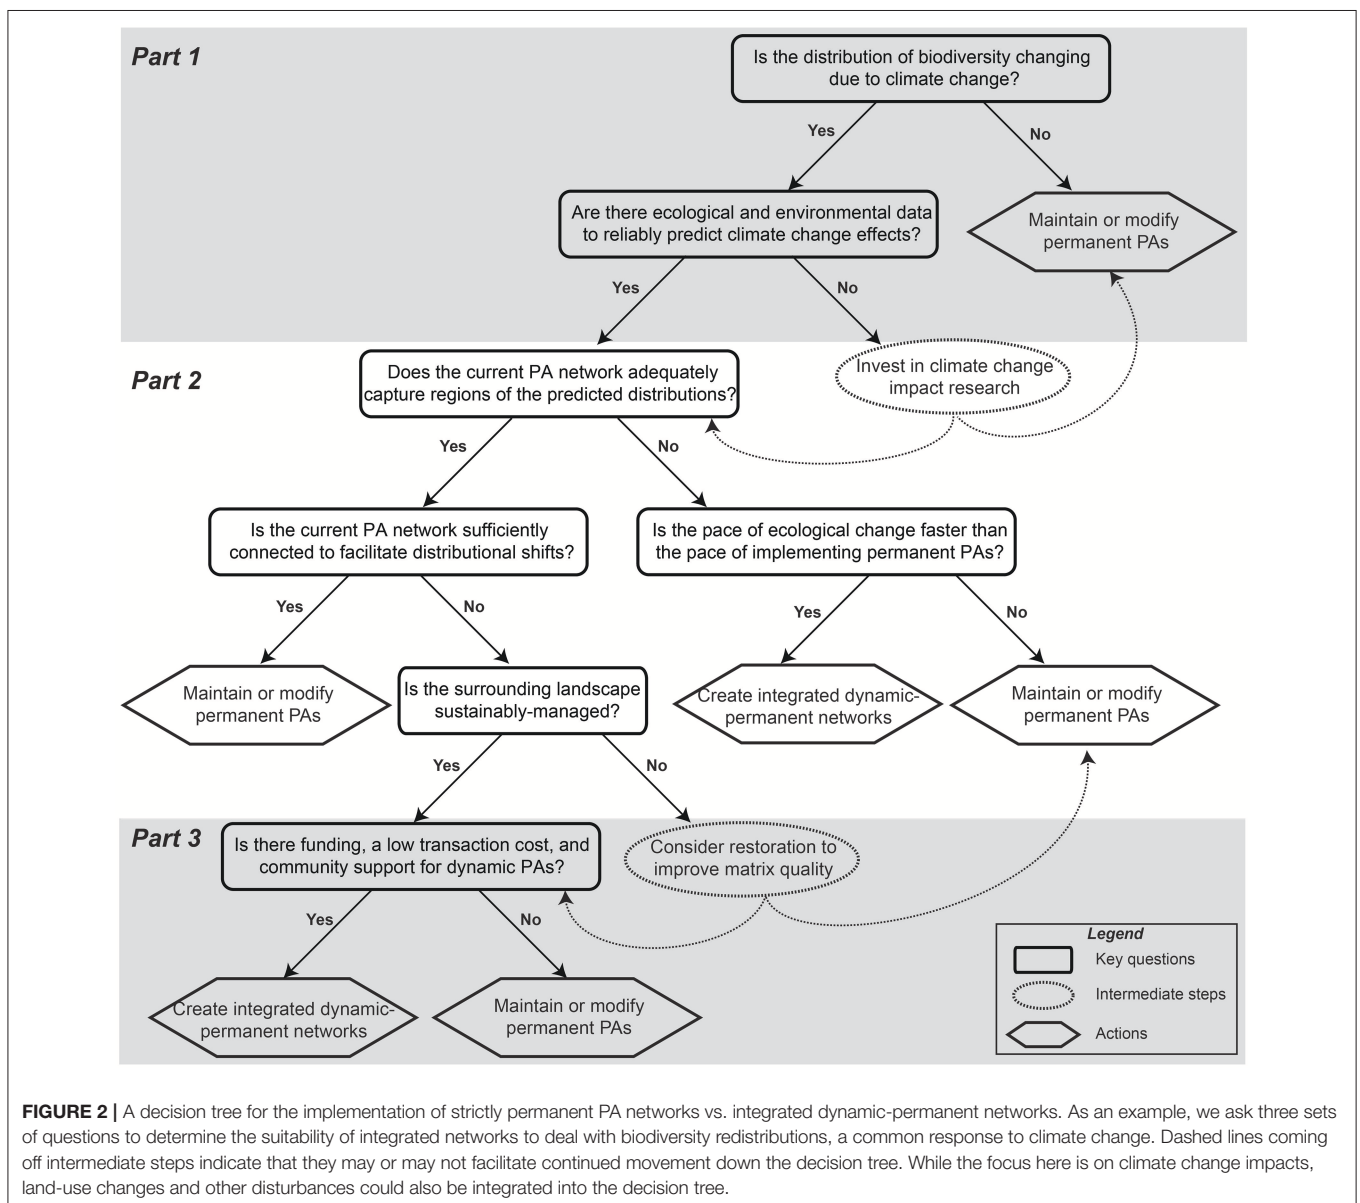 Part 1
Is the distribution of biodiversity changing
due to climate change?
Yes
No
Are there ecological and environmental data
to reliably predict climate change effects?
Maintain or modify
permanent PAs
Yes
No
Part 2
Does the current PA network adequately
capture regions of the predicted distributions?
Invest in climate change
impact research
Yes
No
Is the current PA network sufficiently
connected to facilitate distributional shifts?
Is the pace of ecological change faster than
the pace of implementing permanent PAs?
Yes
No
Yes
No
Maintain or modify
permanent PAs
Is the surrounding landscape
sustainably-managed?
Create integrated dynamic-
permanent networks
Maintain or modify
permanent PAs
Yes
No
Part 3
Is there funding, a low transaction cost, and
community support for dynamic PAs?
Consider restoration to
improve matrix quality
Yes
No
Create integrated dynamic-
permanent networks
Maintain or modify
permanent PAs
Legend
Key questions
Intermediate steps
Actions
FIGURE 2 | A decision tree for the implementation of strictly permanent PA networks vs. integrated dynamic-permanent networks. As an example, we ask three sets
of questions to determine the suitability of integrated networks to deal with biodiversity redistributions, a common response to climate change. Dashed lines coming
off intermediate steps indicate that they may or may not facilitate continued movement down the decision tree. While the focus here is on climate change impacts,
land-use changes and other disturbances could also be integrated into the decision tree.